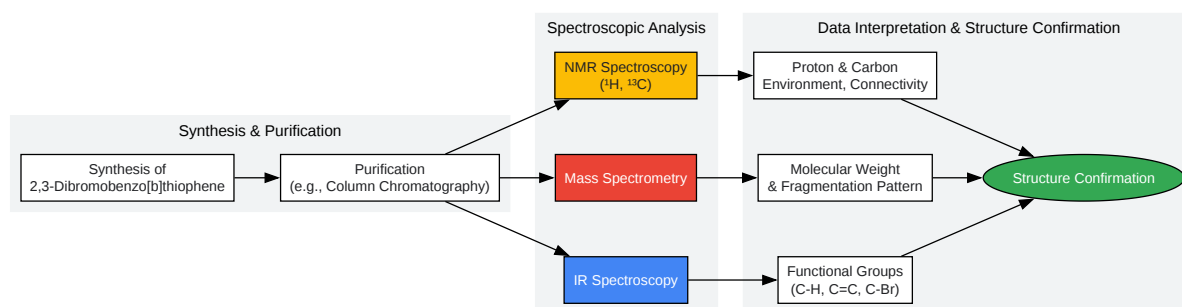 Spectroscopic Analysis
Data Interpretation & Structure Confirmation
NMR Spectroscopy
(¹H, ¹³C)
Proton & Carbon
Environment, Connectivity
Synthesis & Purification
Synthesis of
2,3-Dibromobenzo[b]thiophene
Purification
(e.g., Column Chromatography)
Mass Spectrometry
Molecular Weight
& Fragmentation Pattern
Structure Confirmation
IR Spectroscopy
Functional Groups
(C-H, C=C, C-Br)